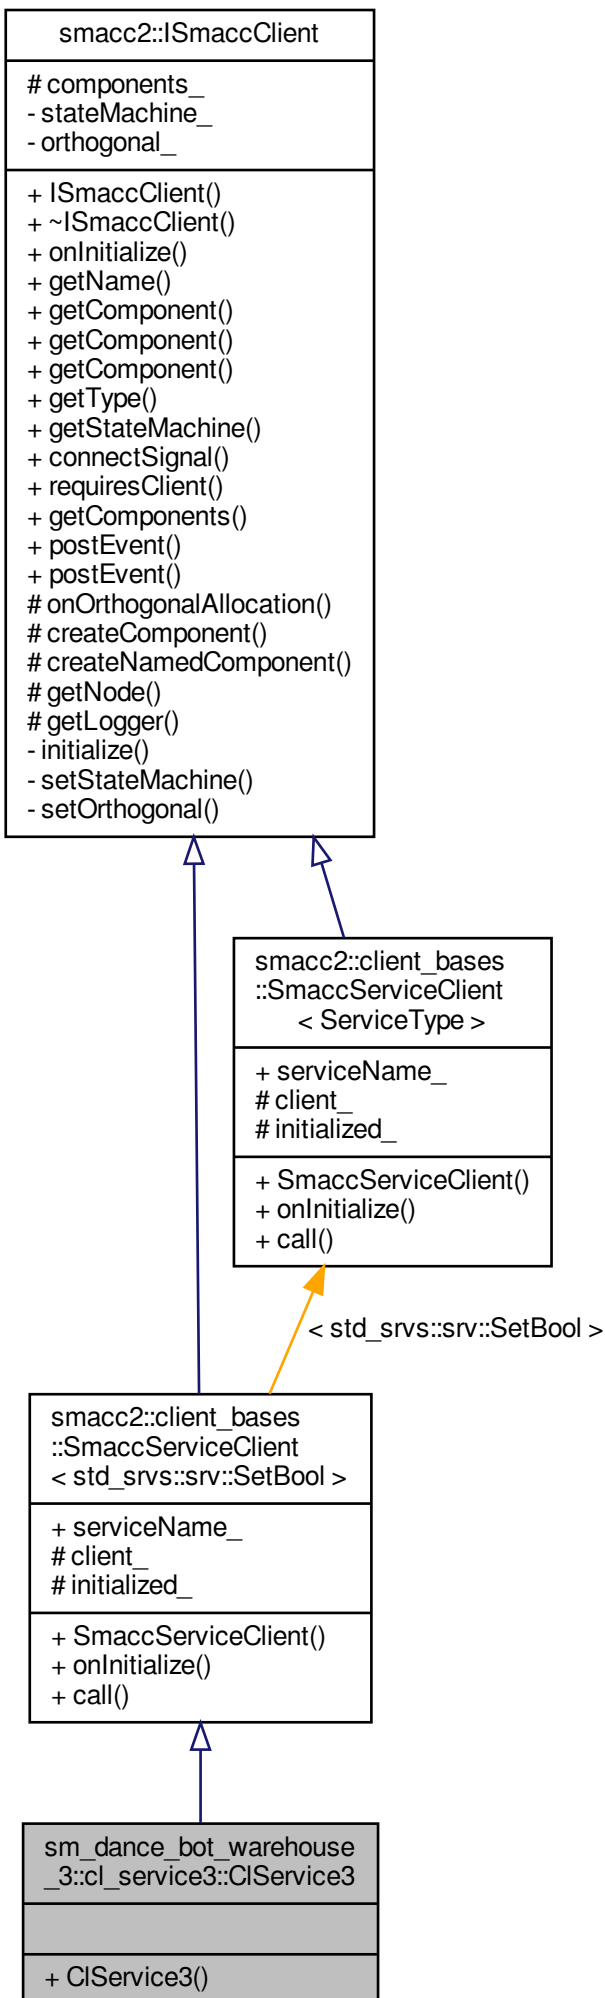 smacc2::ISmaccClient
# components_
- stateMachine_
- orthogonal_
+ ISmaccClient()
+ ~ISmaccClient()
+ onInitialize()
+ getName()
+ getComponent()
+ getComponent()
+ getComponent()
+ getType()
+ getStateMachine()
+ connectSignal()
+ requiresClient()
+ getComponents()
+ postEvent()
+ postEvent()
# onOrthogonalAllocation()
# createComponent()
# createNamedComponent()
# getNode()
# getLogger()
- initialize()
- setStateMachine()
- setOrthogonal()
smacc2::client_bases
::SmaccServiceClient
< ServiceType >
+ serviceName_
# client_
# initialized_
+ SmaccServiceClient()
+ onInitialize()
+ call()
< std_srvs::srv::SetBool >
smacc2::client_bases
::SmaccServiceClient
< std_srvs::srv::SetBool >
+ serviceName_
# client_
# initialized_
+ SmaccServiceClient()
+ onInitialize()
+ call()
sm_dance_bot_warehouse
_3::cl_service3::ClService3
+ ClService3()